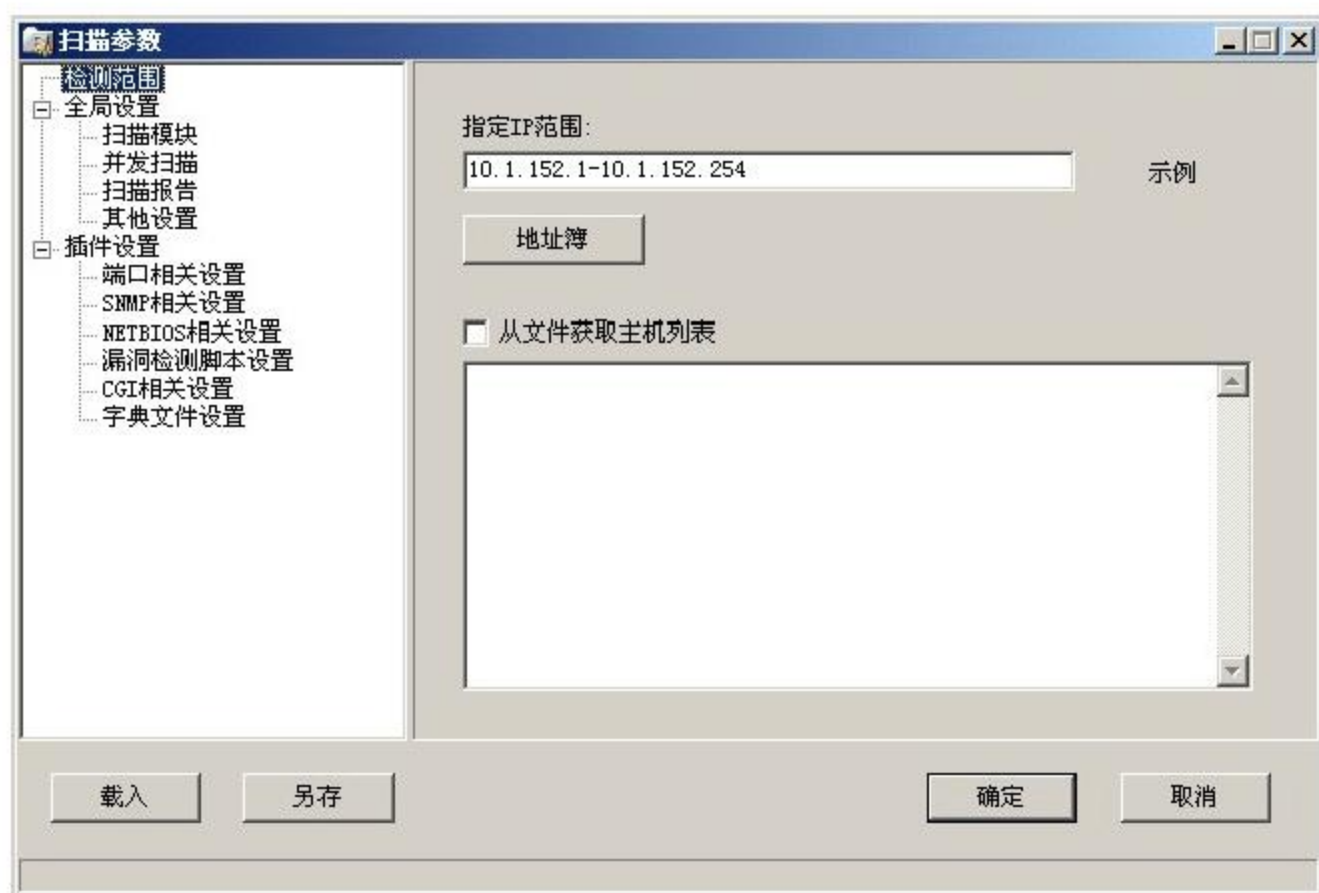 扫描参数
检测范围
全局设置
扫描模块
并发扫描
扫描报告
其他设置
插件设置
端口相关设置
SNMP相关设置
NETBIOS相关设置
漏洞检测脚本设置
CGI相关设置
字典文件设置
指定IP范围:
10.1.152.1-10.1.152.254
示例
地址簿
从文件获取主机列表
载入
另存
确定
取消